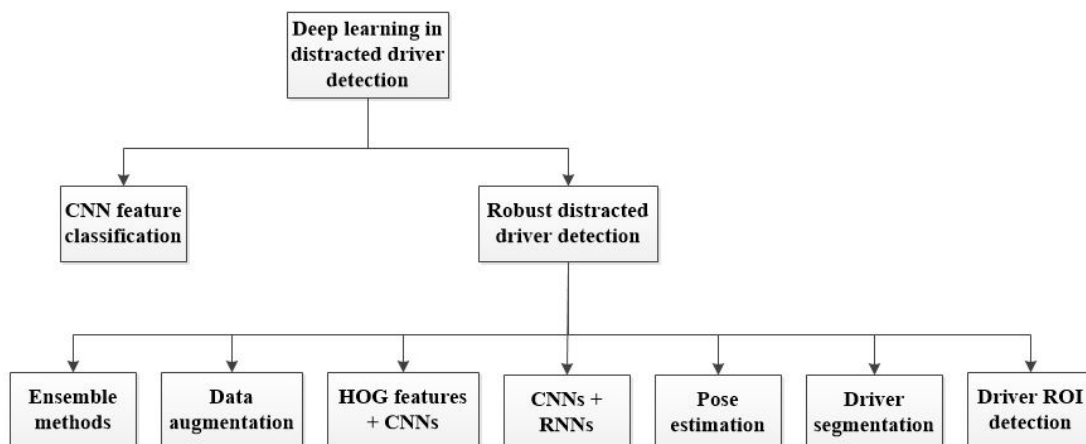 Deep learning in
distracted driver
detection
CNN feature
classification
Robust distracted
driver detection
Ensemble
methods
Data
augmentation
HOG features
+ CNNs
CNNs +
RNNs
Pose
estimation
Driver
segmentation
Driver ROI
detection